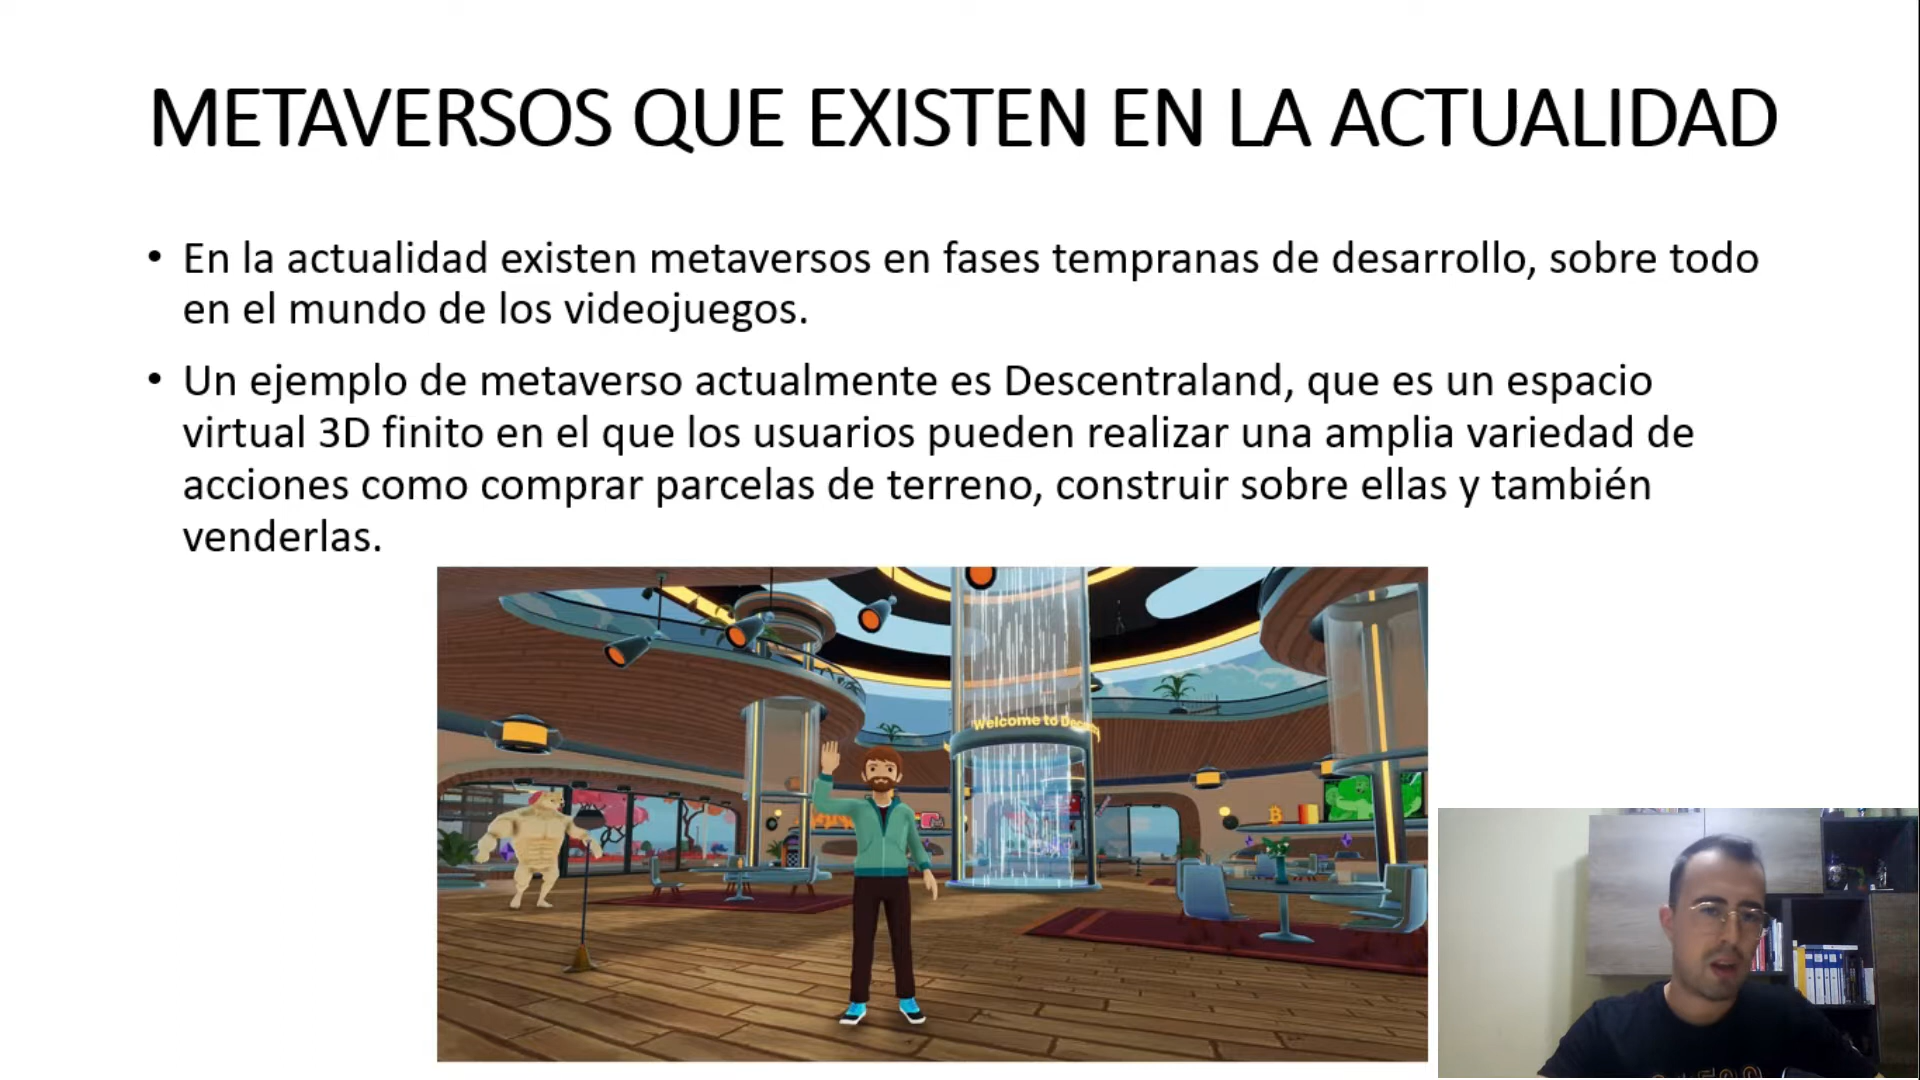 METAVERSOS QUE EXISTEN EN LA ACTUALIDAD
• En la actualidad existen metaversos en fases tempranas de desarrollo, sobre todo
en el mundo de los videojuegos.
• Un ejemplo de metaverso actualmente es Descentraland, que es un espacio
virtual 3D finito en el que los usuarios pueden realizar una amplia variedad de
acciones como comprar parcelas de terreno, construir sobre ellas y también
venderlas.
Welcome to